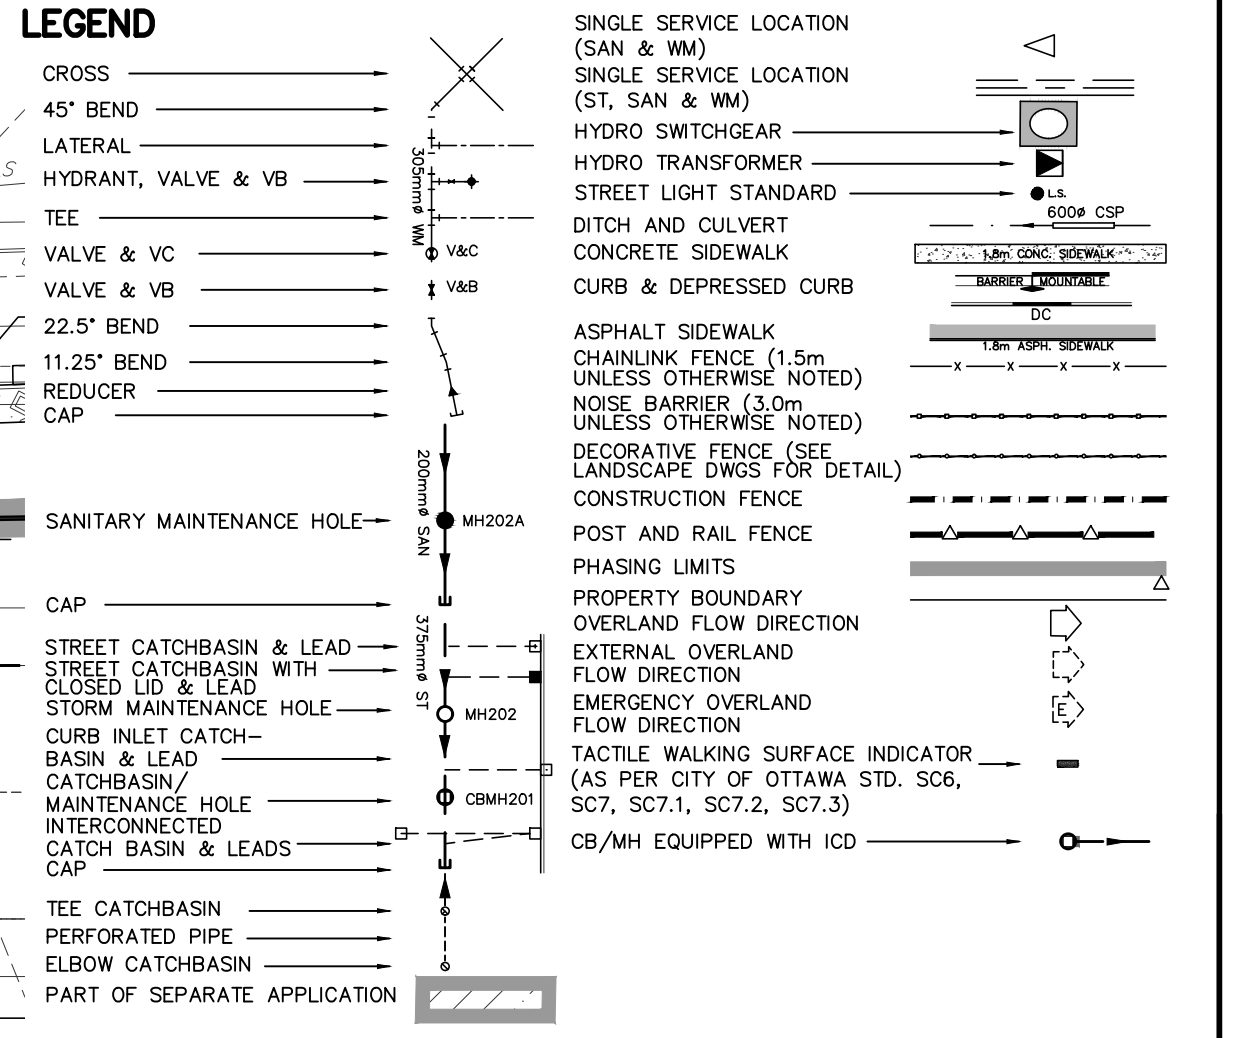 LEGEND
CROSS
45° BEND
LATERAL
HYDRANT, VALVE & VB
TEE
VALVE & VC
VALVE & VB
22.5° BEND
11.25° BEND
REDUCER
CAP
SANITARY MAINTENANCE HOLE
CAP
STREET CATCHBASIN & LEAD
STREET CATCHBASIN WITH
CLOSED LID & LEAD
STORM MAINTENANCE HOLE
CURB INLET CATCH-
BASIN & LEAD
CATCHBASIN/
MAINTENANCE HOLE
INTERCONNECTED
CATCH BASIN & LEADS
CAP
TEE CATCHBASIN
PERFORATED PIPE
ELBOW CATCHBASIN
PART OF SEPARATE APPLICATION
305mmø WM
V&C
V&B
200mmø SAN
MH202A
375mmø ST
MH202
CBMH201
SINGLE SERVICE LOCATION
(SAN & WM)
SINGLE SERVICE LOCATION
(ST, SAN & WM)
HYDRO SWITCHGEAR
HYDRO TRANSFORMER
STREET LIGHT STANDARD
L.S.
DITCH AND CULVERT
600ø CSP
CONCRETE SIDEWALK
1.8m CONC. SIDEWALK
CURB & DEPRESSED CURB
BARRIER MOUNTABLE
DC
ASPHALT SIDEWALK
1.8m ASPH. SIDEWALK
CHAINLINK FENCE (1.5m
UNLESS OTHERWISE NOTED)
X X X X
NOISE BARRIER (3.0m
UNLESS OTHERWISE NOTED)
DECORATIVE FENCE (SEE
LANDSCAPE DWGS FOR DETAIL)
CONSTRUCTION FENCE
POST AND RAIL FENCE
PHASING LIMITS
PROPERTY BOUNDARY
OVERLAND FLOW DIRECTION
EXTERNAL OVERLAND
FLOW DIRECTION
EMERGENCY OVERLAND
FLOW DIRECTION
E
TACTILE WALKING SURFACE INDICATOR
(AS PER CITY OF OTTAWA STD. SC6,
SC7, SC7.1, SC7.2, SC7.3)
CB/MH EQUIPPED WITH ICD